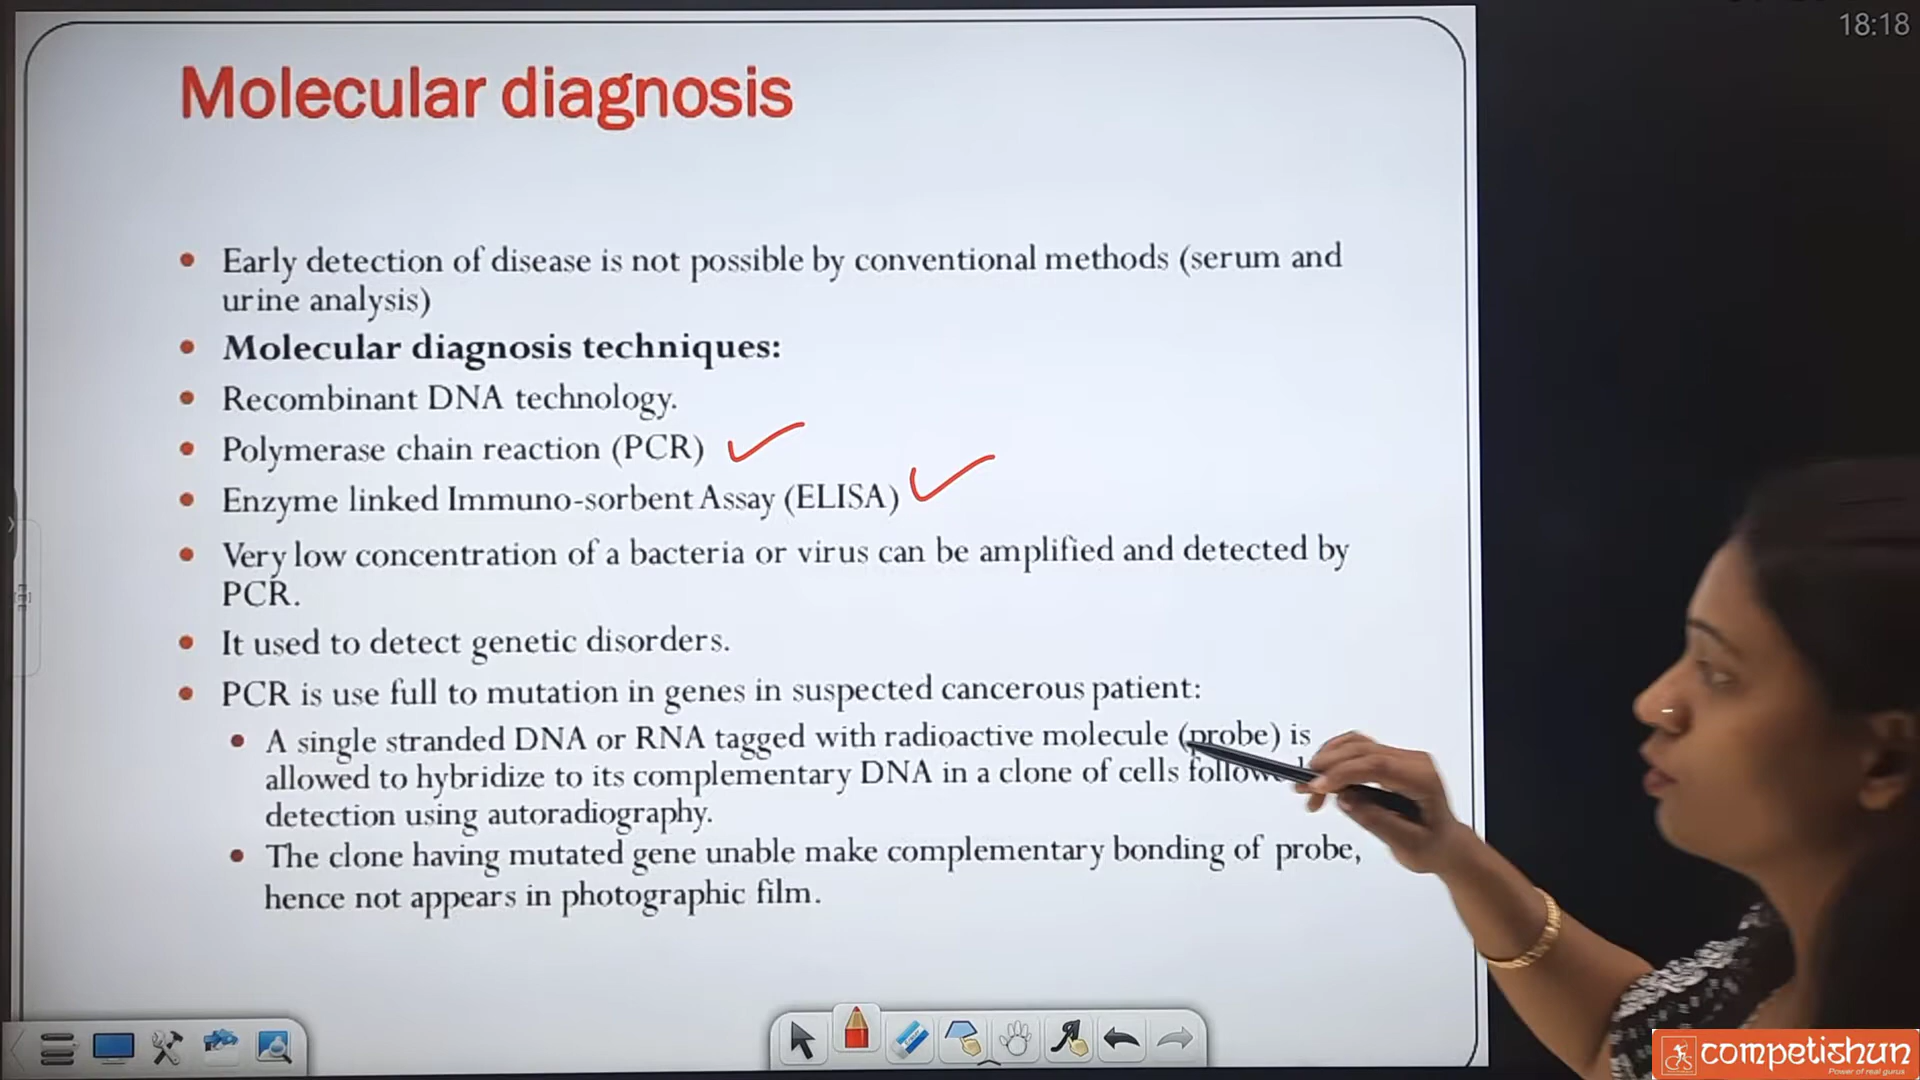 18:18
Molecular diagnosis
Early detection of disease is not possible by conventional methods (serum and
urine analysis)
Molecular diagnosis techniques:
Recombinant DNA technology.
Polymerase chain reaction (PCR)
Enzyme linked Immuno-sorbent Assay (ELISA)
Very low concentration of a bacteria or virus can be amplified and detected by
PCR.
It used to detect genetic disorders.
PCR is use full to mutation in genes in suspected cancerous patient:
A single stranded DNA or RNA tagged with radioactive molecule (probe) is
allowed to hybridize to its complementary DNA in a clone of cells
detection using autoradiography.
The clone having mutated gene unable make complementary bonding of probe,
hence not appears in photographic film.
competishun
Power of real gurus